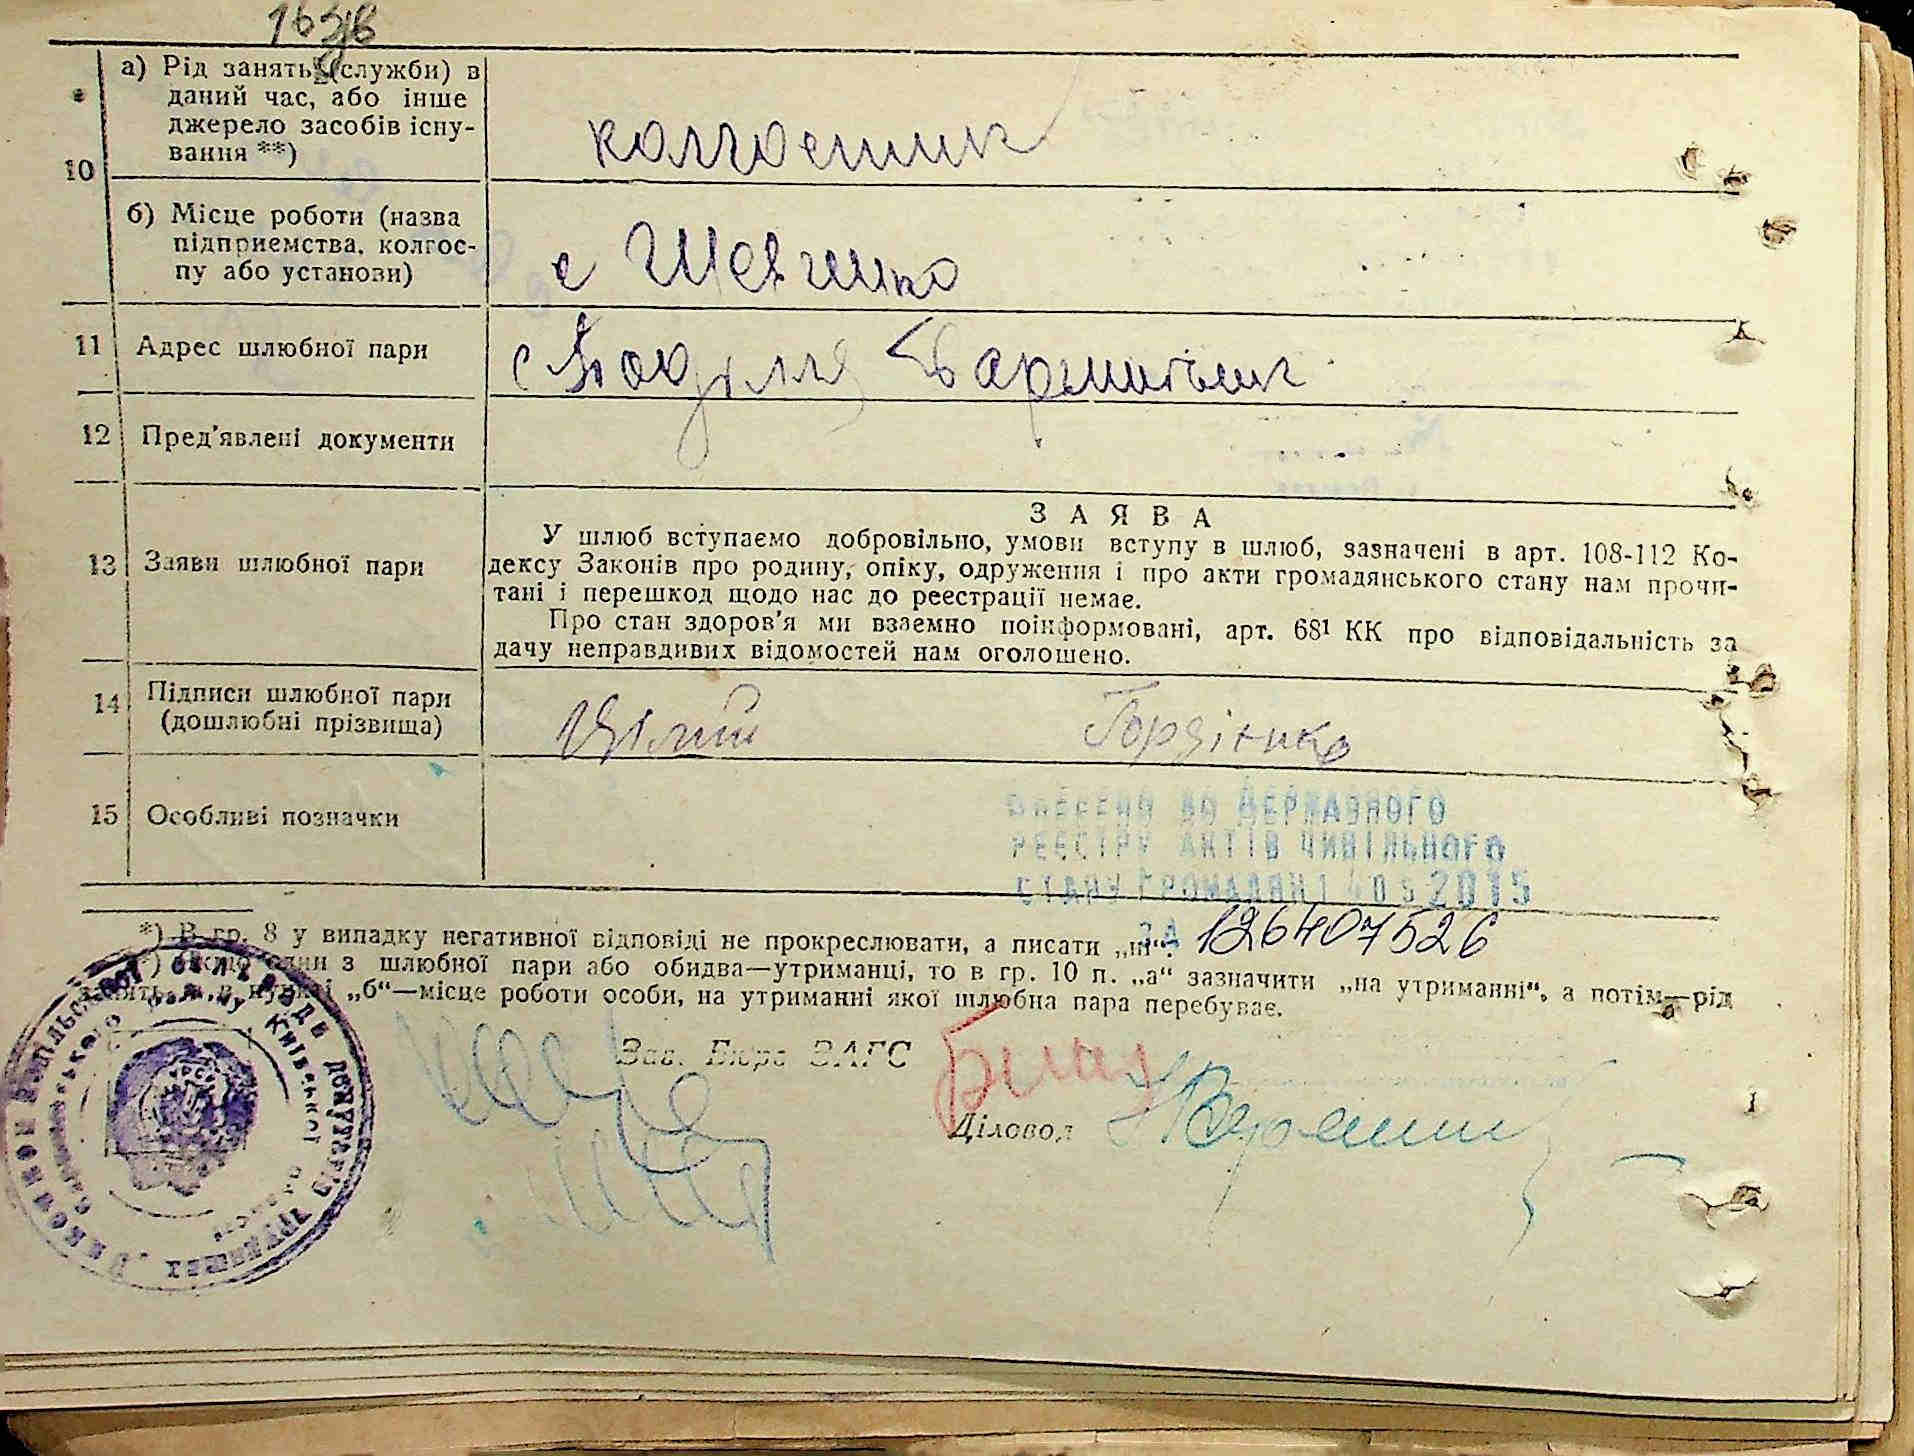 163зв
10
а) Рід занять (служби) в
даний час, або інше
джерело засобів існу-
вання **)
колгоспник
б) Місце роботи (назва
підприємства, колгос-
пу або установи)
с Шевченко
11 Адрес шлюбної пари
с Поділля Баришівськ
12 Пред'явлені документи
13 Заяви шлюбної пари
ЗАЯВА
У шлюб вступаємо добровільно, умови вступу в шлюб, зазначені в арт. 108-112 Ко-
дексу Законів про родину, опіку, одруження і про акти громадянського стану нам прочи-
тані і перешкод щодо нас до реєстрації немає.
Про стан здоров'я ми взаємно поінформовані, арт. 68¹ КК про відповідальність за
дачу неправдивих відомостей нам оголошено.
14 Підписи шлюбної пари
(дошлюбні прізвища)
Гордієнко
15 Особливі позначки
ВНЕСЕНО ДО ДЕРЖАВНОГО
РЕЄСТРУ АКТІВ ЦИВІЛЬНОГО
СТАНУ ГРОМАДЯН 2015
ЗА 126407526
*) В гр. 8 у випадку негативної відповіді не прокреслювати, а писати „ні“.
**) Якщо один з шлюбної пари або обидва—утриманці, то в гр. 10 п. „а“ зазначити „на утриманні“, а потім—рід
занять, а в пункті „б“—місце роботи особи, на утриманні якої шлюбна пара перебуває.
Зав. Бюро ЗАГС
Діловод